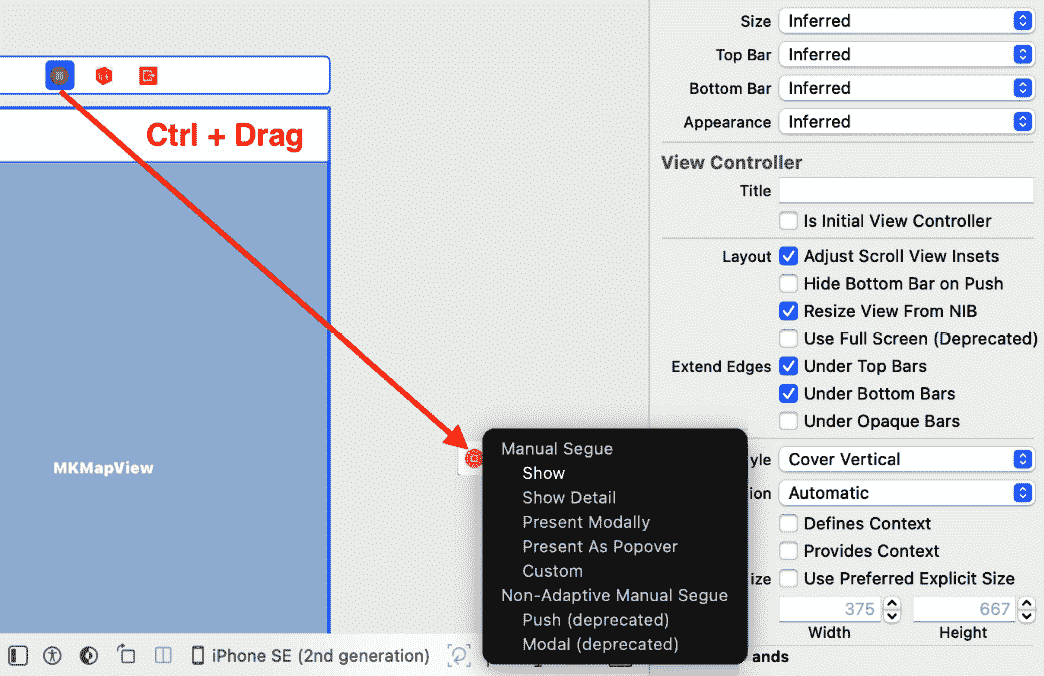 Size Inferred
Top Bar Inferred
Bottom Bar Inferred
Appearance Inferred
Ctrl + Drag
View Controller
Title
Is Initial View Controller
Layout Adjust Scroll View Insets
Hide Bottom Bar on Push
Resize View From NIB
Use Full Screen (Deprecated)
Extend Edges Under Top Bars
Under Bottom Bars
Under Opaque Bars
MKMapView
Manual Segue
Show
Show Detail
Present Modally
Present As Popover
Custom
Non-Adaptive Manual Segue
Push (deprecated)
Modal (deprecated)
yle Cover Vertical
ion Automatic
Defines Context
Provides Context
ize Use Preferred Explicit Size
375 667
Width Height
iPhone SE (2nd generation)
ands